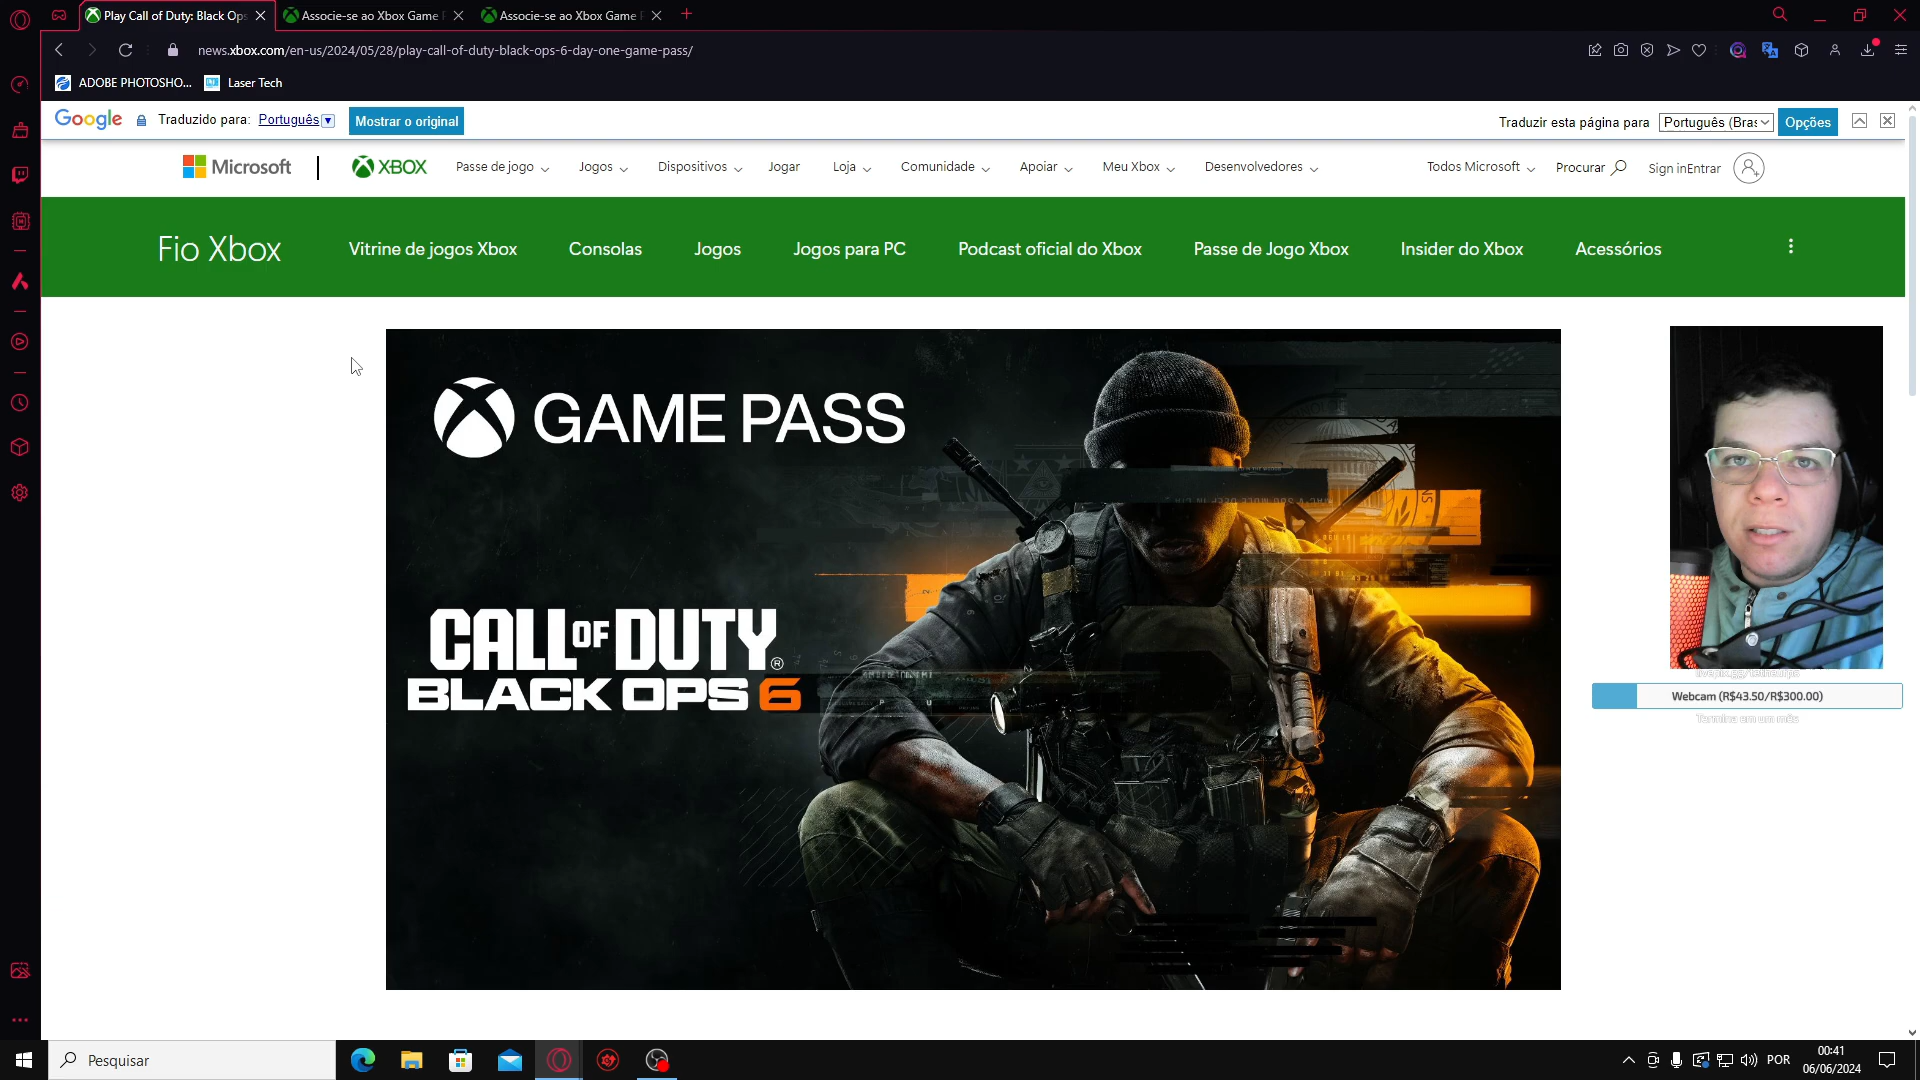 Play Call of Duty: Black Ops
Associe-se ao Xbox Game P
Associe-se ao Xbox Game P
news.xbox.com/en-us/2024/05/28/play-call-of-duty-black-ops-6-day-one-game-pass/
ADOBE PHOTOSHO...
Laser Tech
Google
Traduzido para: Português
Mostrar o original
Traduzir esta página para
Português (Bras
Opções
Microsoft
XBOX
Passe de jogo
Jogos
Dispositivos
Jogar
Loja
Comunidade
Apoiar
Meu Xbox
Desenvolvedores
Todos Microsoft
Procurar
Sign inEntrar
Fio Xbox
Vitrine de jogos Xbox
Consolas
Jogos
Jogos para PC
Podcast oficial do Xbox
Passe de Jogo Xbox
Insider do Xbox
Acessórios
GAME PASS
CALL OF DUTY®
BLACK OPS 6
Webcam (R$43.50/R$300.00)
Termina em um mês
Pesquisar
POR
00:41
06/06/2024